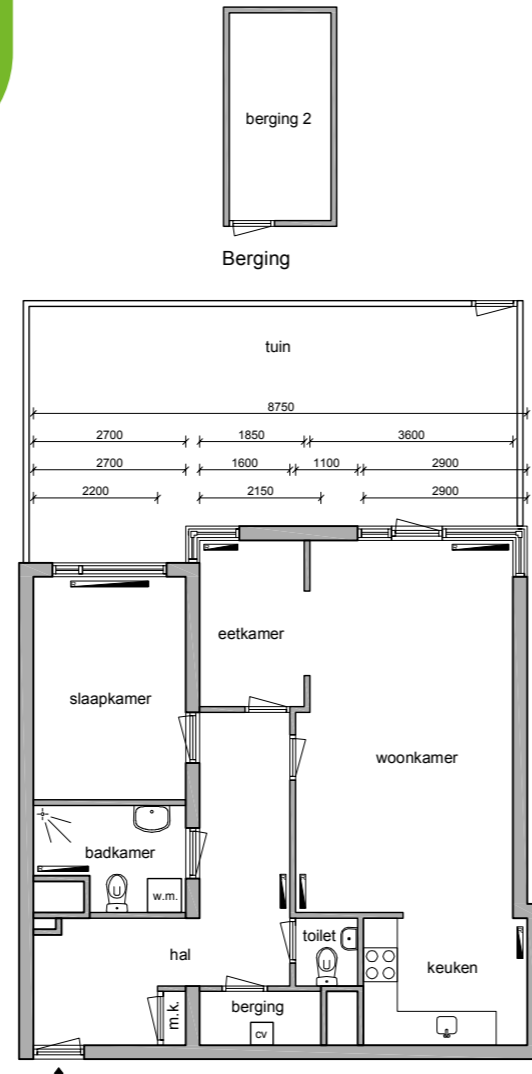 berging 2
Berging
tuin
8750
2700 1850 3600
2700 1600 1100 2900
2200 2150 2900
eetkamer
slaapkamer
woonkamer
badkamer
w.m.
toilet
hal
keuken
berging
m.k.
cv